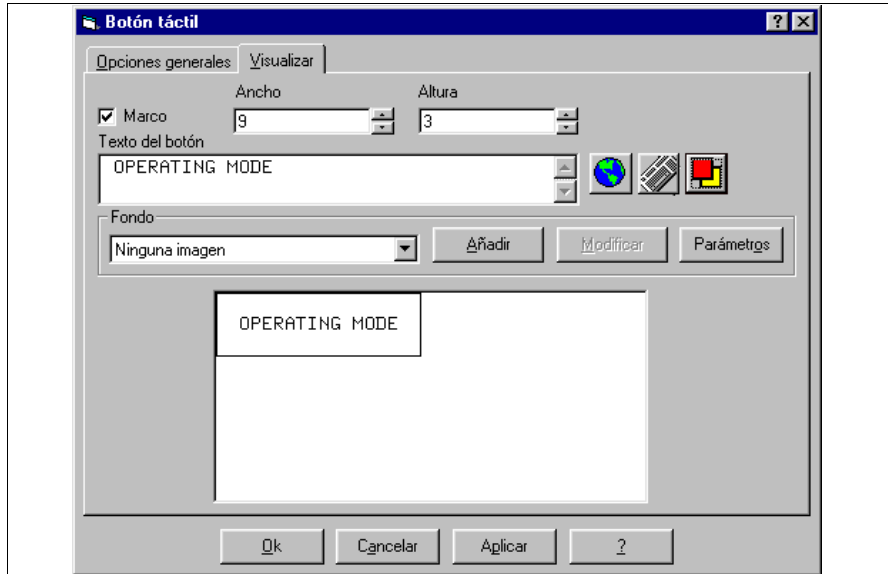 Botón táctil
Opciones generales Visualizar
Ancho Altura
Marco 9 3
Texto del botón
OPERATING MODE
Fondo
Ninguna imagen Añadir Modificar Parámetros
OPERATING MODE
Ok Cancelar Aplicar ?